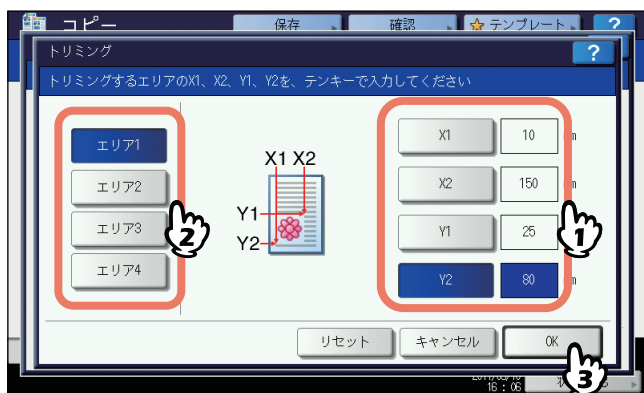 コピー 保存 確認 テンプレート ?
トリミング ?
トリミングするエリアのX1、X2、Y1、Y2を、テンキーで入力してください
エリア1
エリア2
エリア3
エリア4
2
X1 X2
Y1
Y2
X1 10
X2 150
Y1 25
Y2 80
1
リセット キャンセル OK
3
16:06